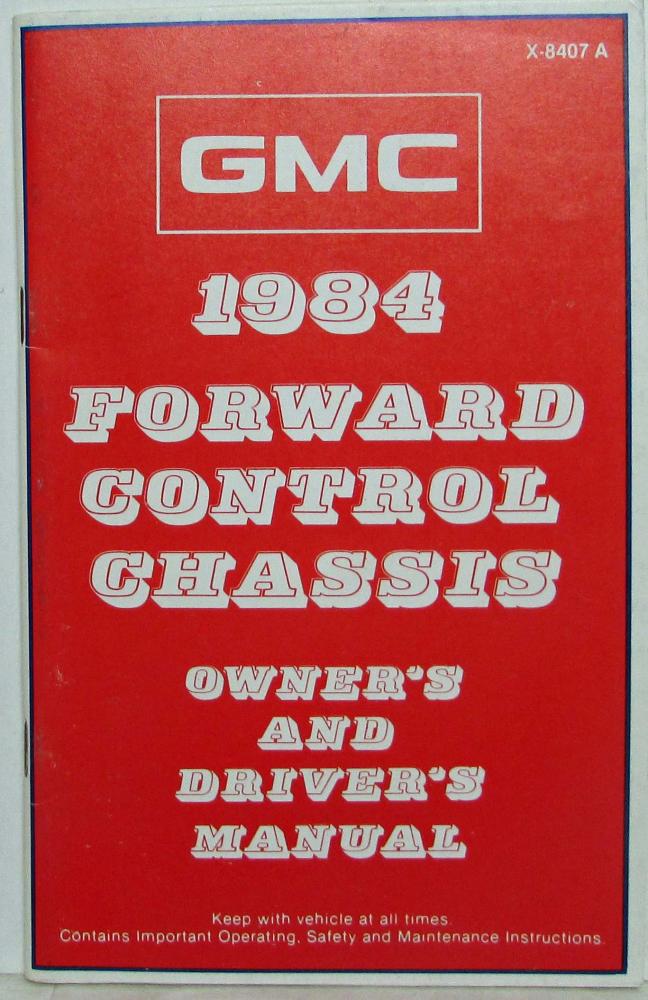 X-8407 A
GMC
1984
FORWARD
CONTROL
CHASSIS
OWNER'S
AND
DRIVER'S
MANUAL
Keep with vehicle at all times.
Contains Important Operating, Safety and Maintenance Instructions.